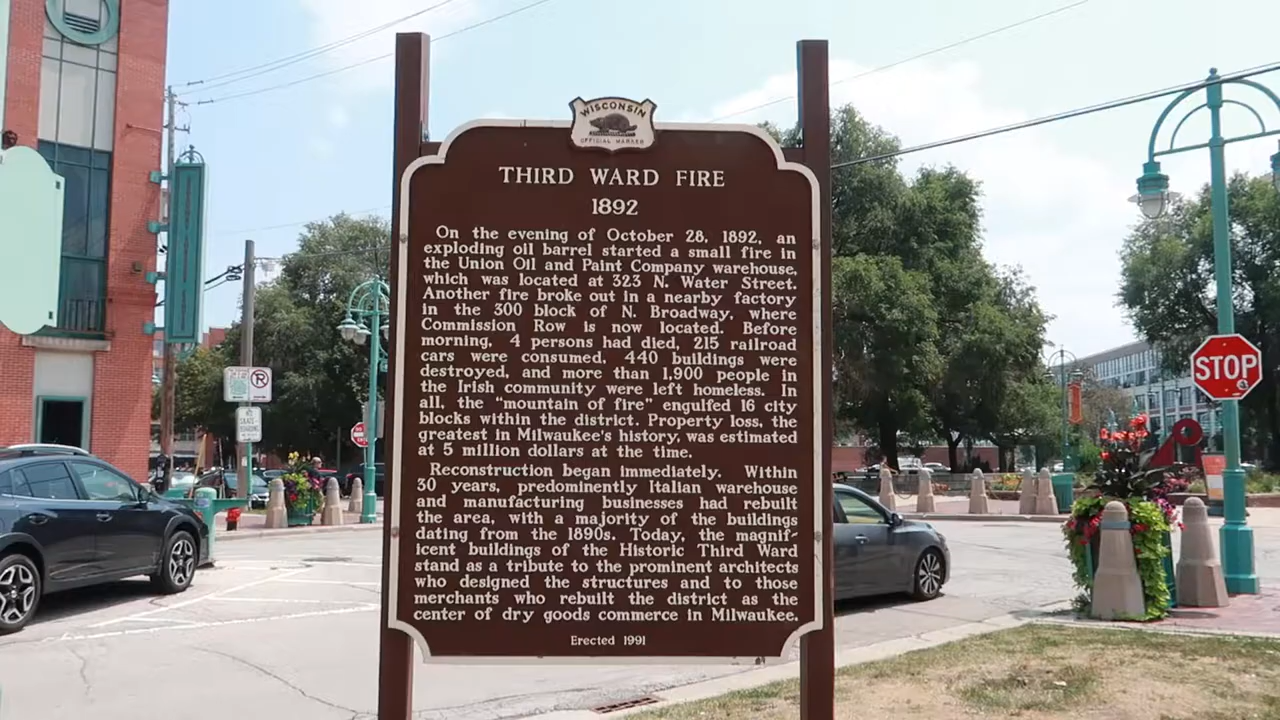 WISCONSIN
OFFICIAL MARKER
THIRD WARD FIRE
1892
On the evening of October 28, 1892, an
exploding oil barrel started a small fire in
the Union Oil and Paint Company warehouse,
which was located at 323 N. Water Street.
Another fire broke out in a nearby factory
in the 300 block of N. Broadway, where
Commission Row is now located. Before
morning, 4 persons had died, 215 railroad
cars were consumed, 440 buildings were
destroyed, and more than 1,900 people in
the Irish community were left homeless. In
all, the “mountain of fire” engulfed 16 city
blocks within the district. Property loss, the
greatest in Milwaukee's history, was estimated
at 5 million dollars at the time.
Reconstruction began immediately. Within
30 years, predominently Italian warehouse
and manufacturing businesses had rebuilt
the area, with a majority of the buildings
dating from the 1890s. Today, the magnif-
icent buildings of the Historic Third Ward
stand as a tribute to the prominent architects
who designed the structures and to those
merchants who rebuilt the district as the
center of dry goods commerce in Milwaukee.
Erected 1991
STOP